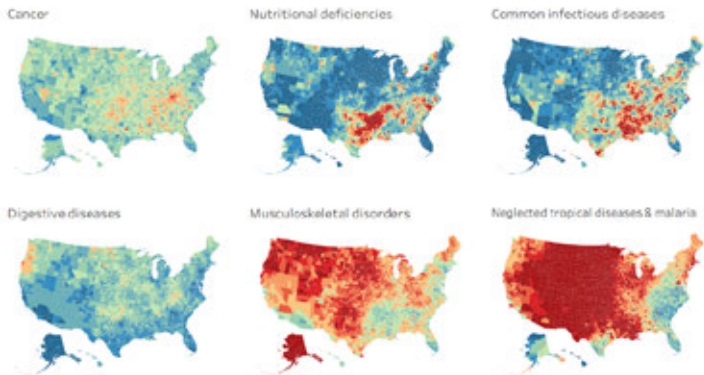 Cancer
Nutritional deficiencies
Common infectious diseases
Digestive diseases
Musculoskeletal disorders
Neglected tropical diseases & malaria